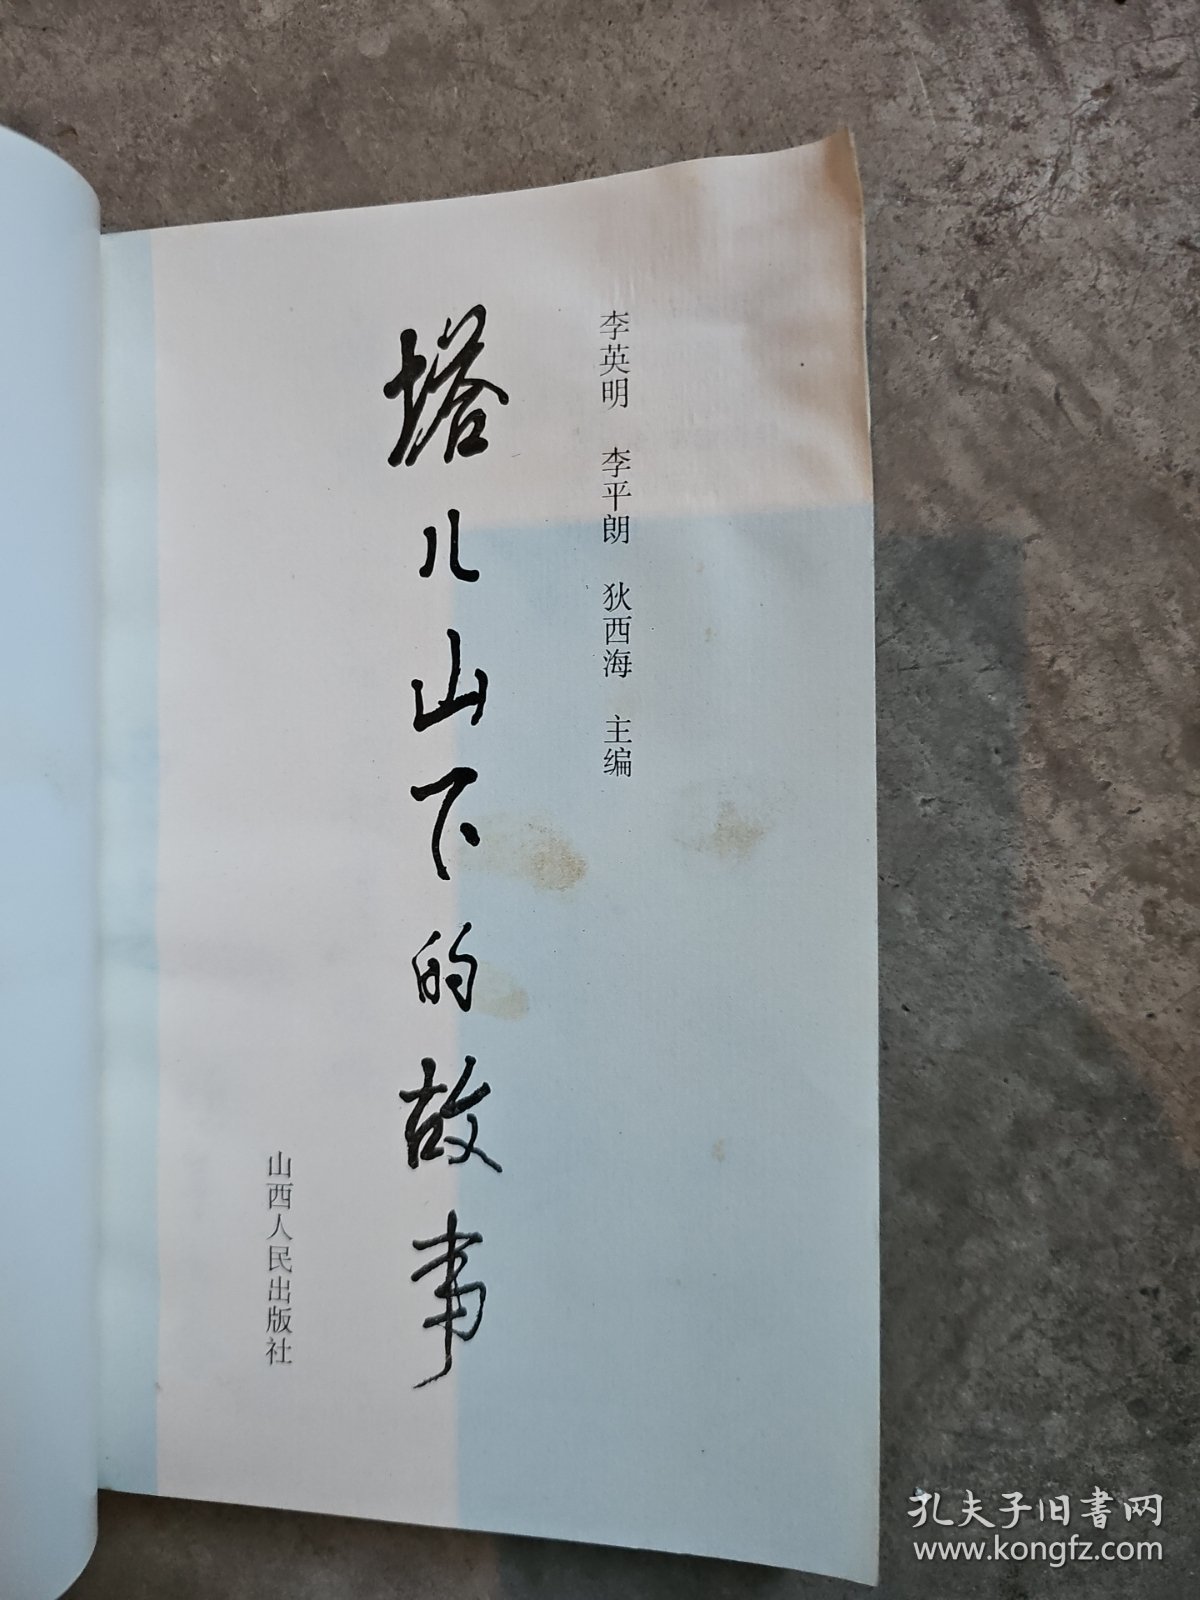 李英明 李平朗 狄西海 主编
塔儿山下的故事
山西人民出版社
孔夫子旧书网
www.kongfz.com